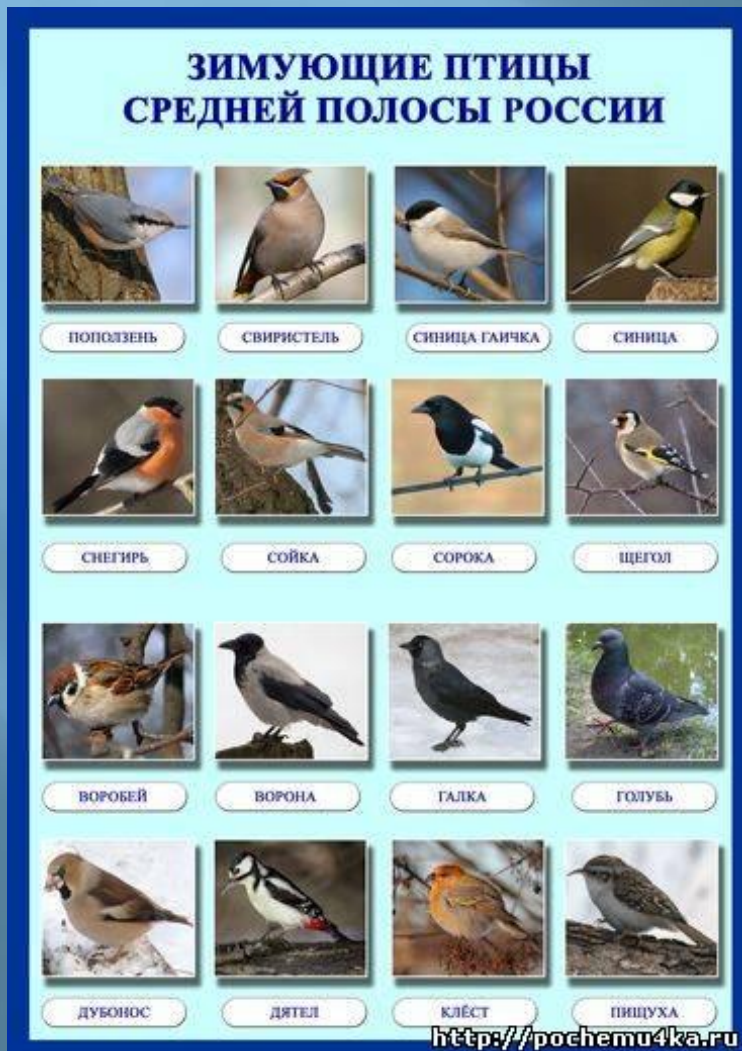 ЗИМУЮЩИЕ ПТИЦЫ
СРЕДНЕЙ ПОЛОСЫ РОССИИ
ПОПОЛЗЕНЬ
СВИРИСТЕЛЬ
СИНИЦА ГАИЧКА
СИНИЦА
СНЕГИРЬ
СОЙКА
СОРОКА
ЩЕГОЛ
ВОРОБЕЙ
ВОРОНА
ГАЛКА
ГОЛУБЬ
ДУБОНОС
ДЯТЕЛ
КЛЁСТ
ПИЩУХА
http://pochemu4ka.ru